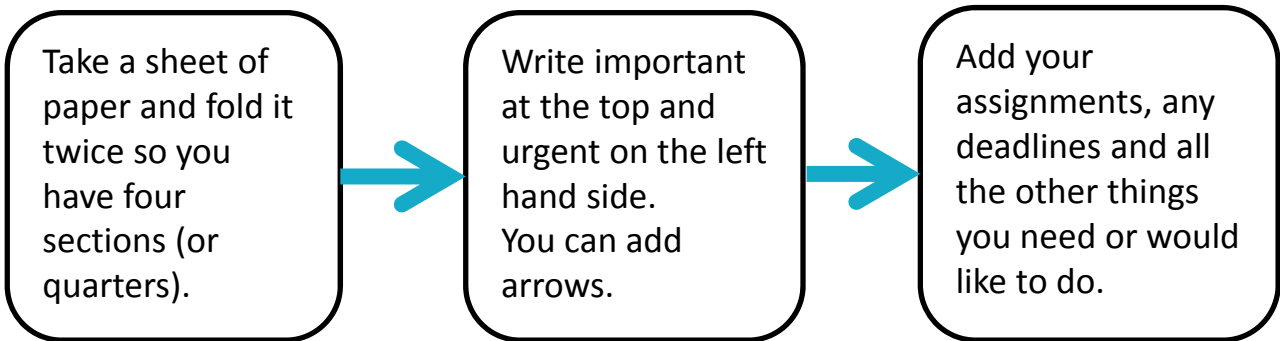 Take a sheet of
paper and fold it
twice so you
have four
sections (or
quarters).
Write important
at the top and
urgent on the left
hand side.
You can add
arrows.
Add your
assignments, any
deadlines and all
the other things
you need or would
like to do.